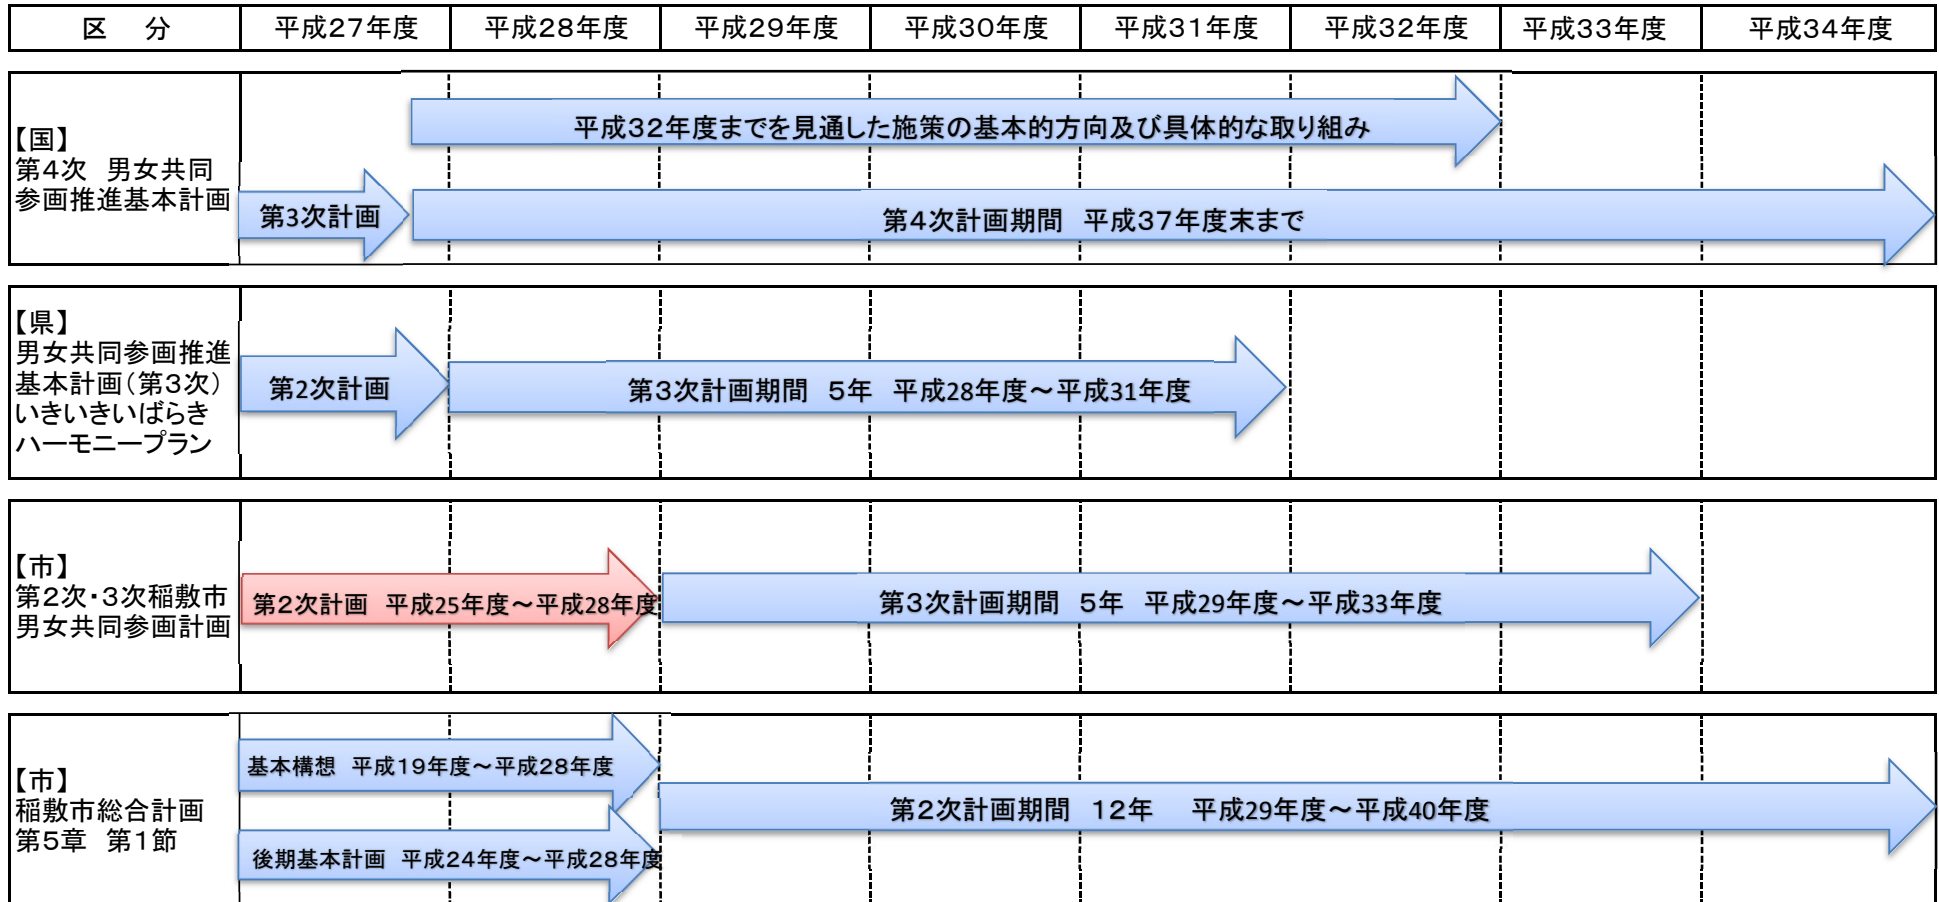 区　分
平成27年度
平成28年度
平成29年度
平成30年度
平成31年度
平成32年度
平成33年度
平成34年度
【国】
第4次　男女共同
参画推進基本計画
平成32年度までを見通した施策の基本的方向及び具体的な取り組み
第3次計画
第4次計画期間　平成37年度末まで
【県】
男女共同参画推進
基本計画（第3次）
いきいきいばらき
ハーモニープラン
第2次計画
第3次計画期間　5年　平成28年度～平成31年度
【市】
第2次・3次稲敷市
男女共同参画計画
第2次計画　平成25年度～平成28年度
第3次計画期間　5年　平成29年度～平成33年度
【市】
稲敷市総合計画
第5章　第1節
基本構想　平成19年度～平成28年度
後期基本計画　平成24年度～平成28年度
第2次計画期間　12年　平成29年度～平成40年度